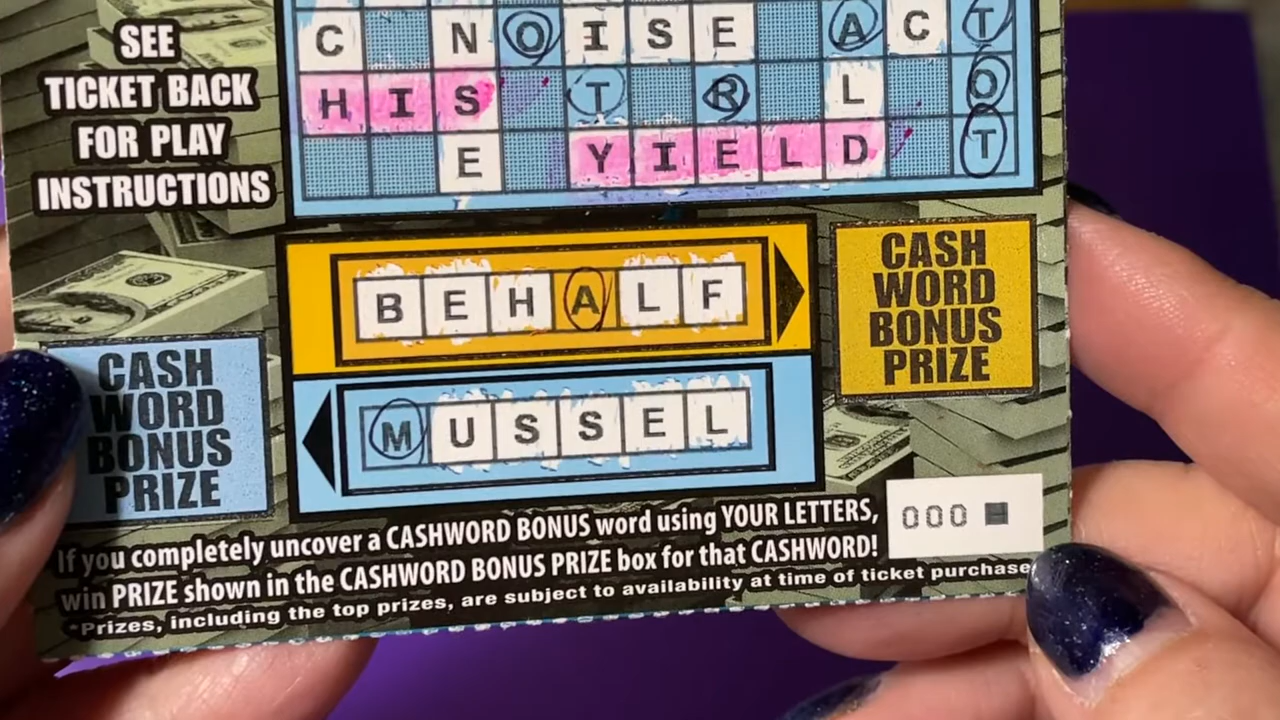 SEE
TICKET BACK
FOR PLAY
INSTRUCTIONS
C N O I S E A C T
H I S T R L O
E Y I E L D T
BEHALF
CASH
WORD
BONUS
PRIZE
CASH
WORD
BONUS
PRIZE
MUSSEL
If you completely uncover a CASHWORD BONUS word using YOUR LETTERS,
win PRIZE shown in the CASHWORD BONUS PRIZE box for that CASHWORD!
*Prizes, including the top prizes, are subject to availability at time of ticket purchase
000